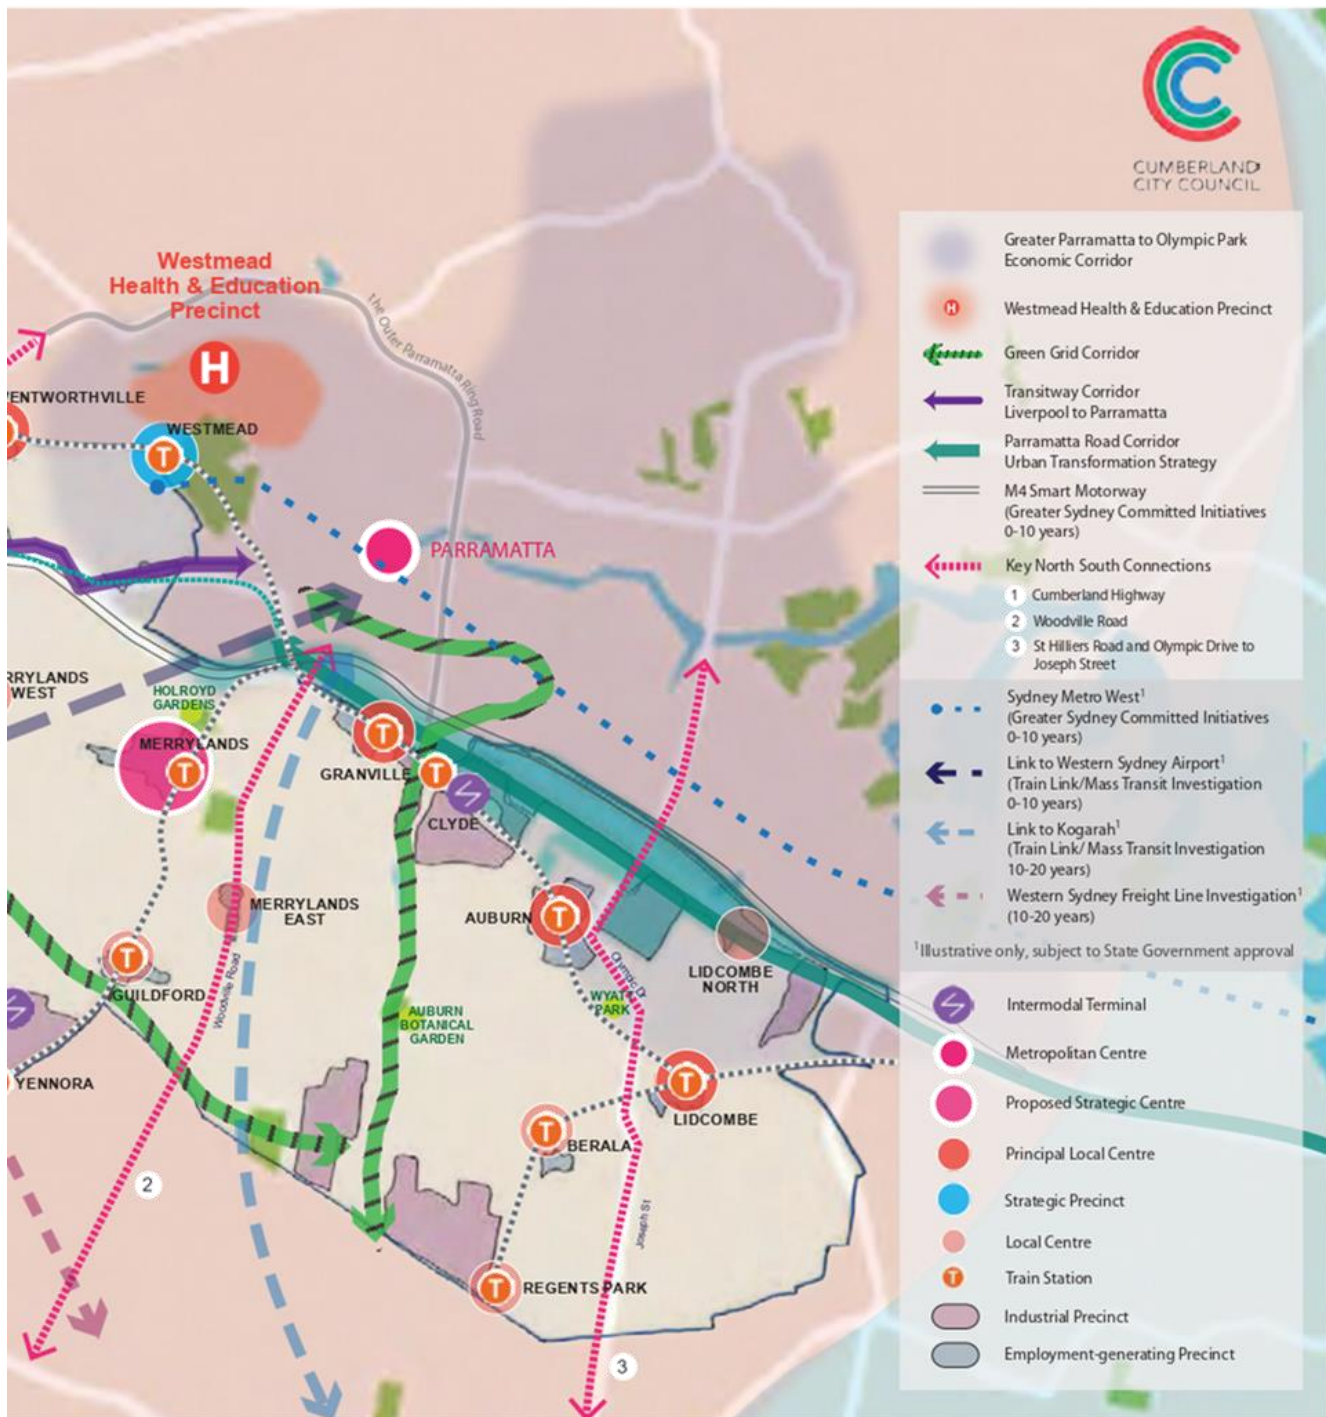 CUMBERLAND
CITY COUNCIL
Westmead
Health & Education
Precinct
H
the Outer Parramatta Ring Road
WESTMEAD
T
PARRAMATTA
WEST
HOLROYD
GARDENS
MERRYLANDS
T
GRANVILLE
T
T
CLYDE
MERRYLANDS
EAST
AUBURN
T
LIDCOMBE
NORTH
Olympic Dr
Woodville Road
GUILDFORD
T
PARK
AUBURN
BOTANICAL
GARDEN
YENNORA
LIDCOMBE
T
BERALA
T
2
Joseph St
REGENTS PARK
T
3
Greater Parramatta to Olympic Park
Economic Corridor
H
Westmead Health & Education Precinct
Green Grid Corridor
Transitway Corridor
Liverpool to Parramatta
Parramatta Road Corridor
Urban Transformation Strategy
M4 Smart Motorway
(Greater Sydney Committed Initiatives
0-10 years)
Key North South Connections
1 Cumberland Highway
2 Woodville Road
3 St Hilliers Road and Olympic Drive to
Joseph Street
Sydney Metro West¹
(Greater Sydney Committed Initiatives
0-10 years)
Link to Western Sydney Airport¹
(Train Link/Mass Transit Investigation
0-10 years)
Link to Kogarah¹
(Train Link/ Mass Transit Investigation
10-20 years)
Western Sydney Freight Line Investigation¹
(10-20 years)
¹Illustrative only, subject to State Government approval
Intermodal Terminal
Metropolitan Centre
Proposed Strategic Centre
Principal Local Centre
Strategic Precinct
Local Centre
T
Train Station
Industrial Precinct
Employment-generating Precinct